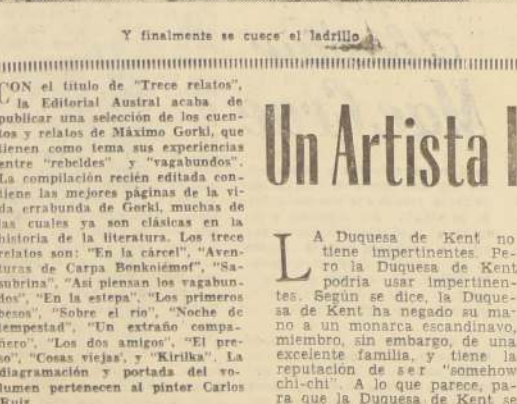 Y finalmente se cuece el ladrillo
CON el título de "Trece relatos",
la Editorial Austral acaba de
publicar una selección de los cuen-
tos y relatos de Máximo Gorki, que
tienen como tema sus experiencias
entre "rebeldes" y "vagabundos".
La compilación recién editada con-
tiene las mejores páginas de la vi-
da errabunda de Gorki, muchas de
las cuales ya son clásicas en la
historia de la literatura. Los trece
relatos son: "En la cárcel", "Aven-
turas de Carpa Bonkoiémof", "Sa-
subrina", "Así piensan los vagabun-
dos", "En la estepa", "Los primeros
besos", "Sobre el río", "Noche de
tempestad", "Un extraño compa-
ñero", "Los dos amigos", "El pre-
so", "Cosas viejas', y "Kirilka". La
diagramación y portada del vo-
lumen pertenecen al pinter Carlos
Ruiz.
Un Artista
LA Duquesa de Kent no
tiene impertinentes. Pe-
ro la Duquesa de Kent
podría usar impertinen-
tes. Según se dice, la Duque-
sa de Kent ha negado su ma-
no a un monarca escandinavo,
miembro, sin embargo, de una
excelente familia, y tiene la
reputación de ser "somehow
chi-chi". A lo que parece, pa-
ra que la Duquesa de Kent se